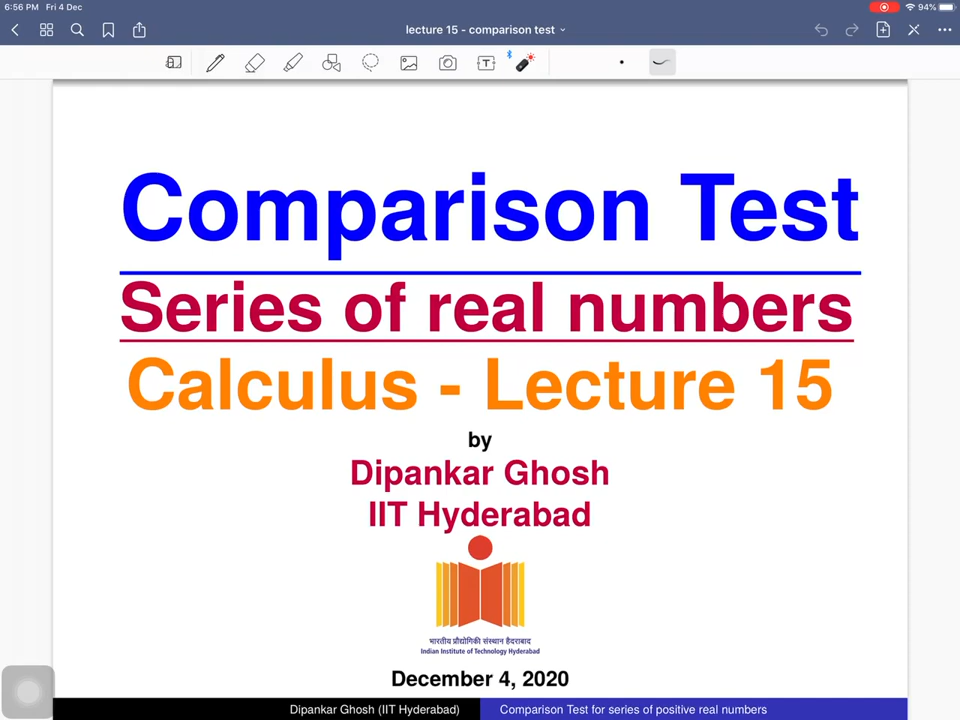 6:56 PM Fri 4 Dec
94%
lecture 15 - comparison test
T
Comparison Test
Series of real numbers
Calculus - Lecture 15
by
Dipankar Ghosh
IIT Hyderabad
भारतीय प्रौद्योगिकी संस्थान हैदराबाद
Indian Institute of Technology Hyderabad
December 4, 2020
Dipankar Ghosh (IIT Hyderabad)
Comparison Test for series of positive real numbers